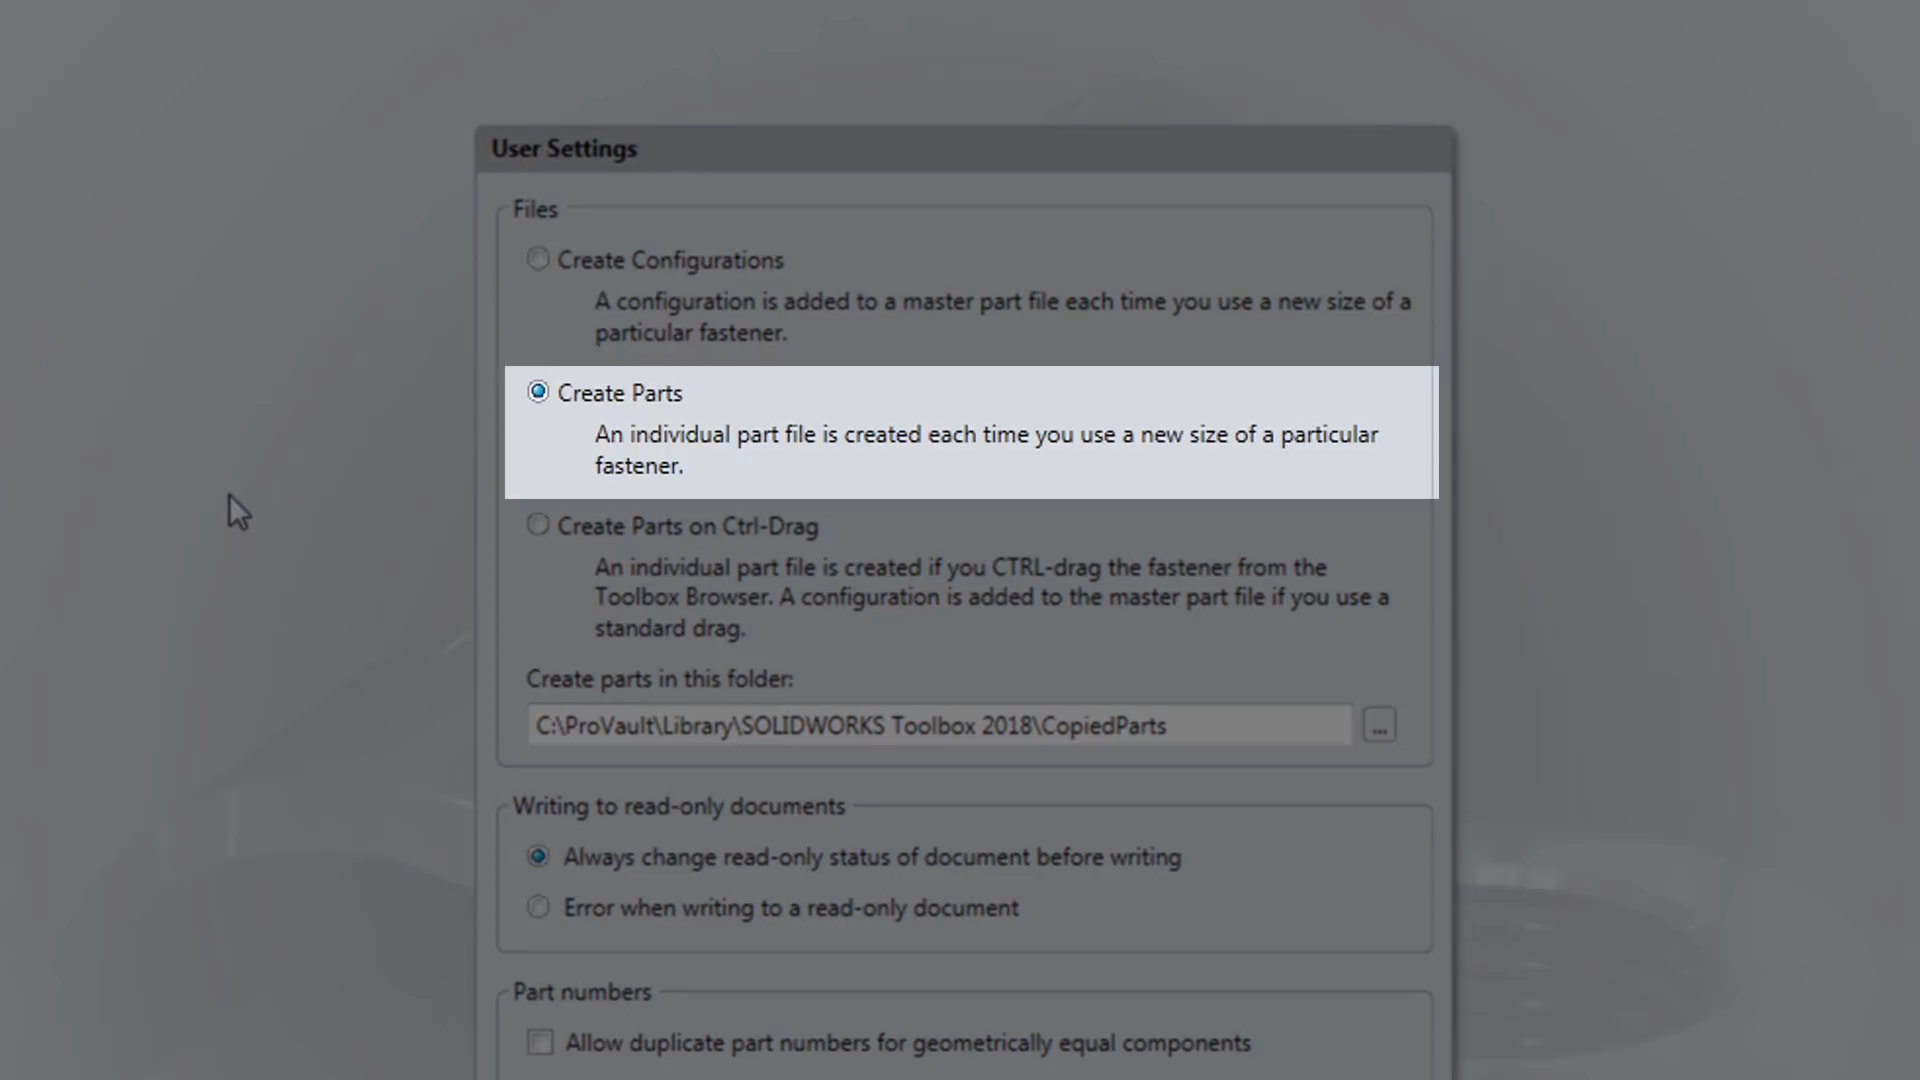 User Settings
Files
Create Configurations
A configuration is added to a master part file each time you use a new size of a
particular fastener.
Create Parts
An individual part file is created each time you use a new size of a particular
fastener.
Create Parts on Ctrl-Drag
An individual part file is created if you CTRL-drag the fastener from the
Toolbox Browser. A configuration is added to the master part file if you use a
standard drag.
Create parts in this folder:
C:\ProVault\Library\SOLIDWORKS Toolbox 2018\CopiedParts
...
Writing to read-only documents
Always change read-only status of document before writing
Error when writing to a read-only document
Part numbers
Allow duplicate part numbers for geometrically equal components